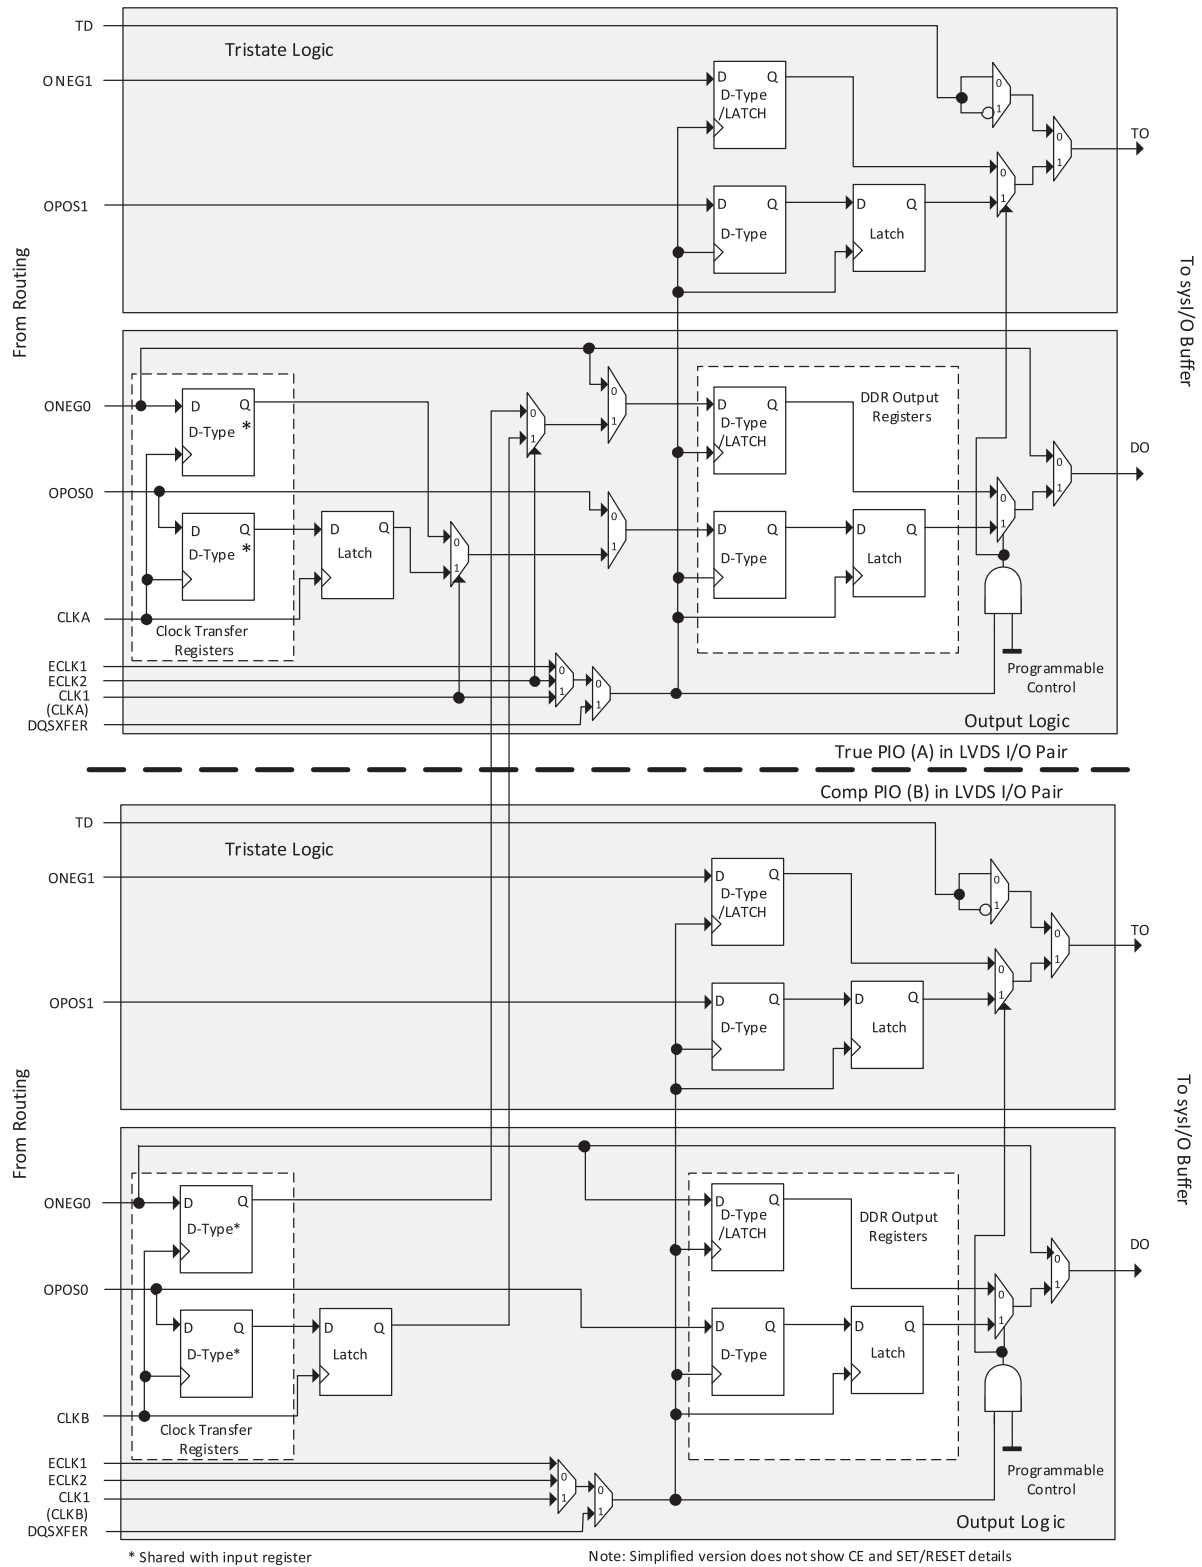 TD
Tristate Logic
ONEG1
D Q
D-Type
/LATCH
0
1
0
1
TO
OPOS1
D Q
D-Type
D Q
Latch
0
1
From Routing
To sysI/O Buffer
ONEG0
D Q
D-Type *
0
1
0
1
D Q
D-Type
/LATCH
DDR Output
Registers
0
1
DO
OPOS0
D Q
D-Type *
D Q
Latch
0
1
0
1
D Q
D-Type
D Q
Latch
0
1
CLKA
Clock Transfer
Registers
ECLK1
ECLK2
CLK1
(CLKA)
DQSXFER
0
1
0
1
Programmable
Control
Output Logic
True PIO (A) in LVDS I/O Pair
Comp PIO (B) in LVDS I/O Pair
TD
Tristate Logic
ONEG1
D Q
D-Type
/LATCH
0
1
0
1
TO
OPOS1
D Q
D-Type
D Q
Latch
0
1
From Routing
To sysI/O Buffer
ONEG0
D Q
D-Type*
D Q
D-Type
/LATCH
DDR Output
Registers
0
1
DO
OPOS0
D Q
D-Type*
D Q
Latch
D Q
D-Type
D Q
Latch
0
1
CLKB
Clock Transfer
Registers
ECLK1
ECLK2
CLK1
(CLKB)
DQSXFER
0
1
0
1
Programmable
Control
Output Logic
* Shared with input register
Note: Simplified version does not show CE and SET/RESET details